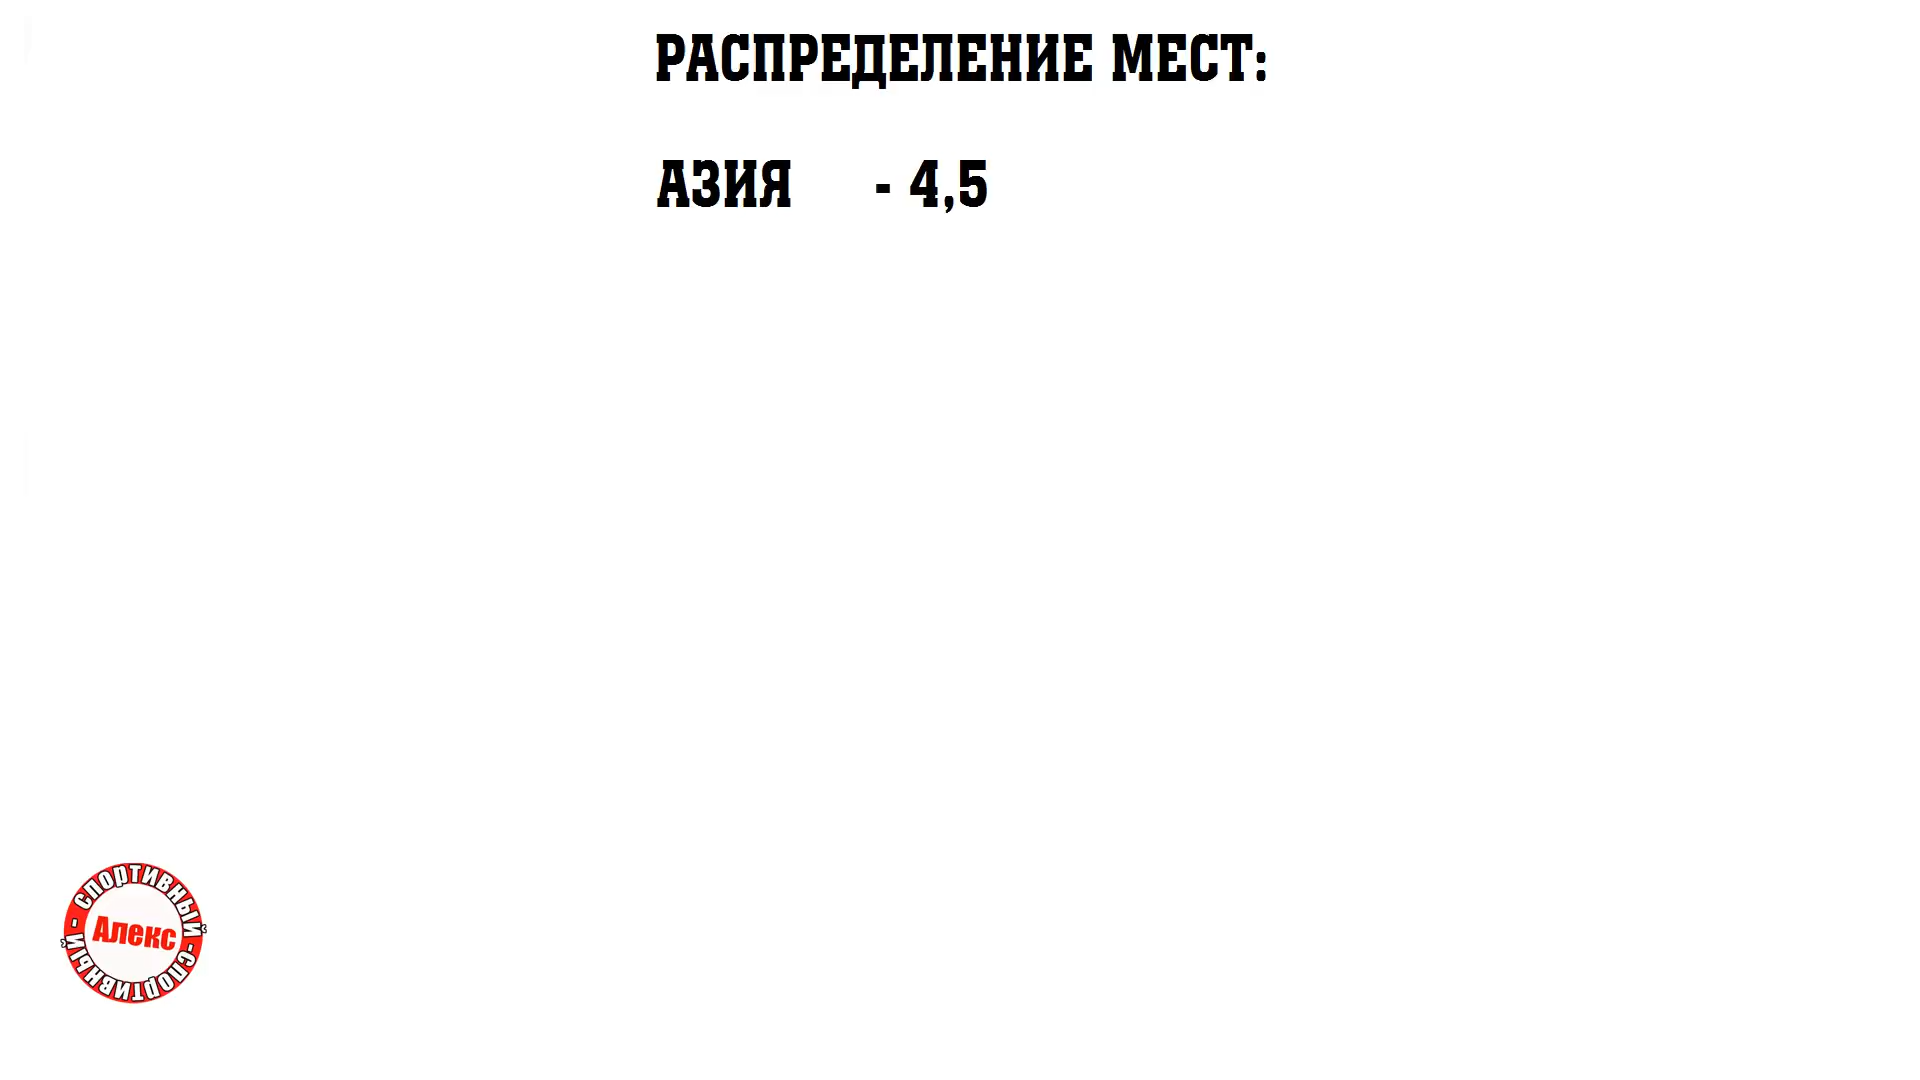 РАСПРЕДЕЛЕНИЕ МЕСТ:
АЗИЯ - 4,5
- СПОРТИВНЫЙ - СПОРТИВНЫЙ
Алекс